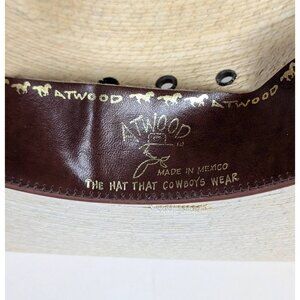 ATWOOD
ATWOOD
ATWOOD
ATWOOD
MADE IN MEXICO
THE HAT THAT COWBOYS WEAR